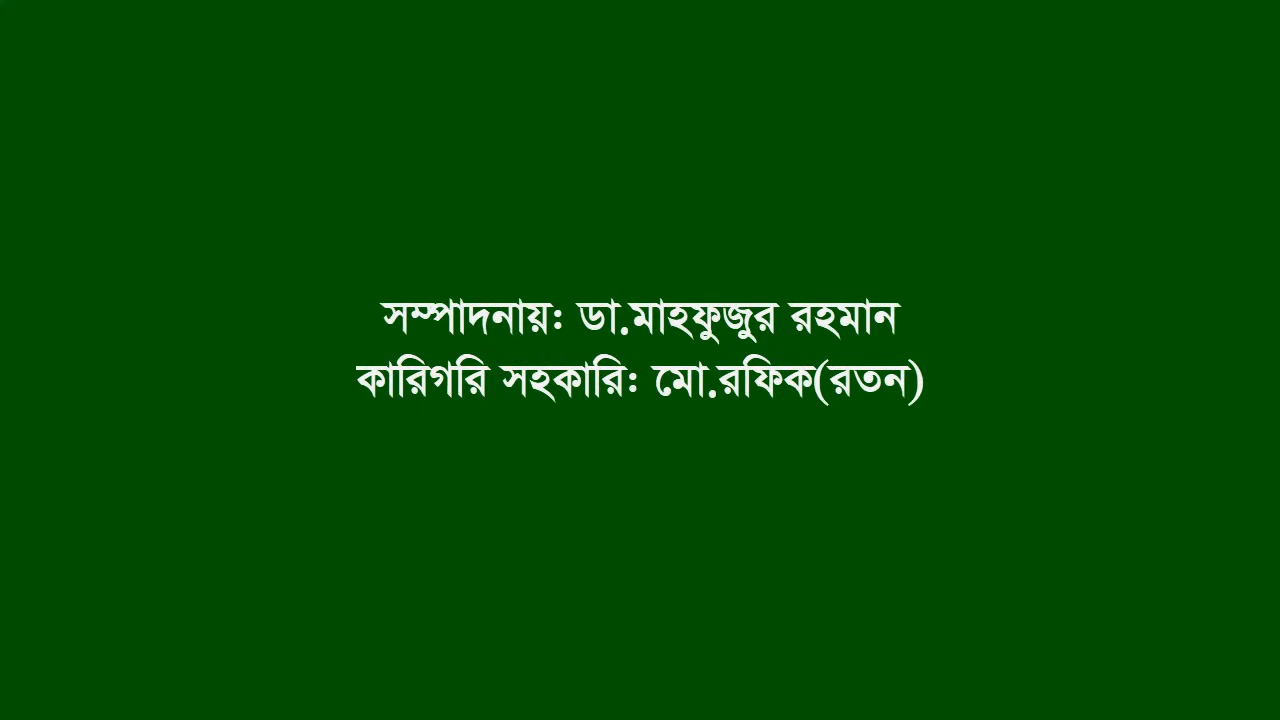 সম্পাদনায়ঃ ডা.মাহফুজুর রহমান
কারিগরি সহকারিঃ মো.রফিক(রতন)